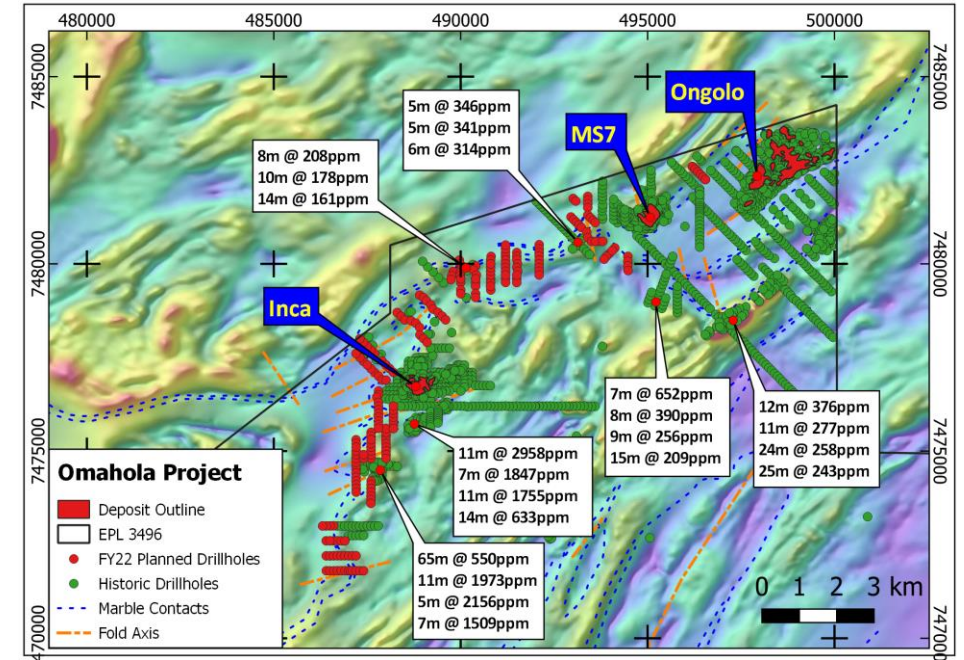 480000
485000
490000
495000
500000
7485000
7485000
5m @ 346ppm
5m @ 341ppm
6m @ 314ppm
Ongolo
MS7
8m @ 208ppm
10m @ 178ppm
14m @ 161ppm
7480000
7480000
Inca
7m @ 652ppm
8m @ 390ppm
9m @ 256ppm
15m @ 209ppm
12m @ 376ppm
11m @ 277ppm
24m @ 258ppm
25m @ 243ppm
7475000
7475000
11m @ 2958ppm
7m @ 1847ppm
11m @ 1755ppm
14m @ 633ppm
Omahola Project
Deposit Outline
EPL 3496
FY22 Planned Drillholes
Historic Drillholes
Marble Contacts
Fold Axis
65m @ 550ppm
11m @ 1973ppm
5m @ 2156ppm
7m @ 1509ppm
0 1 2 3 km
7470000
7470000